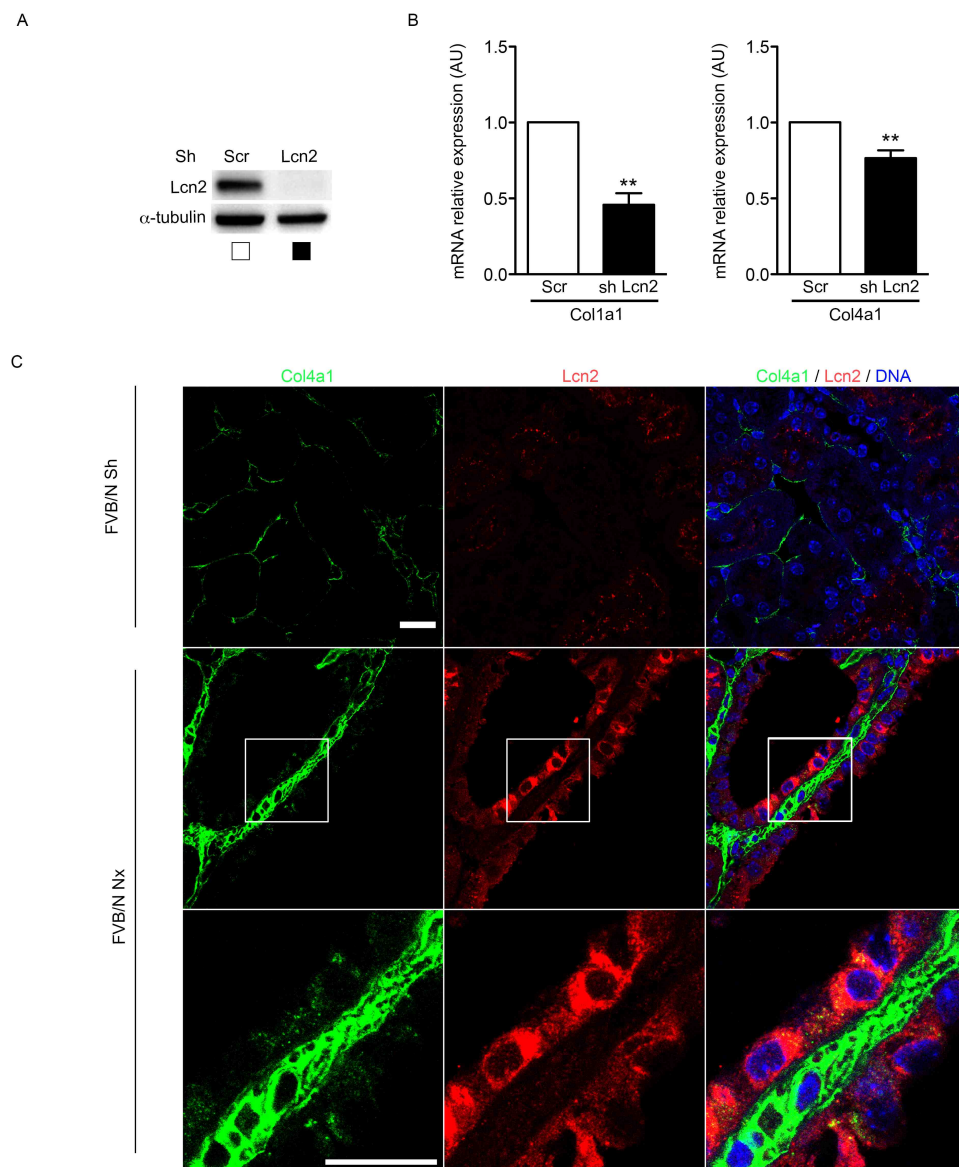 A
Sh Scr Lcn2
Lcn2
α-tubulin
B
mRNA relative expression (AU)
1.5
1.0
0.5
0.0
**
Scr sh Lcn2
Col1a1
mRNA relative expression (AU)
1.5
1.0
0.5
0.0
**
Scr sh Lcn2
Col4a1
C
Col4a1 Lcn2 Col4a1 / Lcn2 / DNA
FVB/N Sh
FVB/N Nx